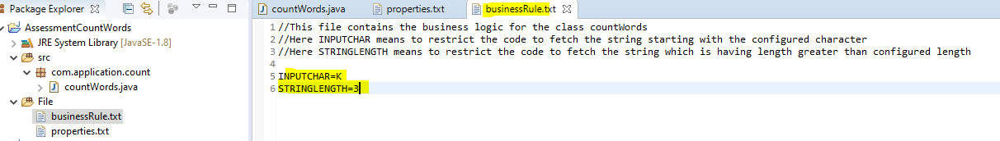 Package Explorer
AssessmentCountWords
JRE System Library [JavaSE-1.8]
src
com.application.count
countWords.java
File
businessRule.txt
properties.txt
countWords.java properties.txt businessRule.txt
1 //This file contains the business logic for the class countWords
2 //Here INPUTCHAR means to restrict the code to fetch the string starting with the configured character
3 //Here STRINGLENGTH means to restrict the code to fetch the string which is having length greater than configured length
4
5 INPUTCHAR=K
6 STRINGLENGTH=3